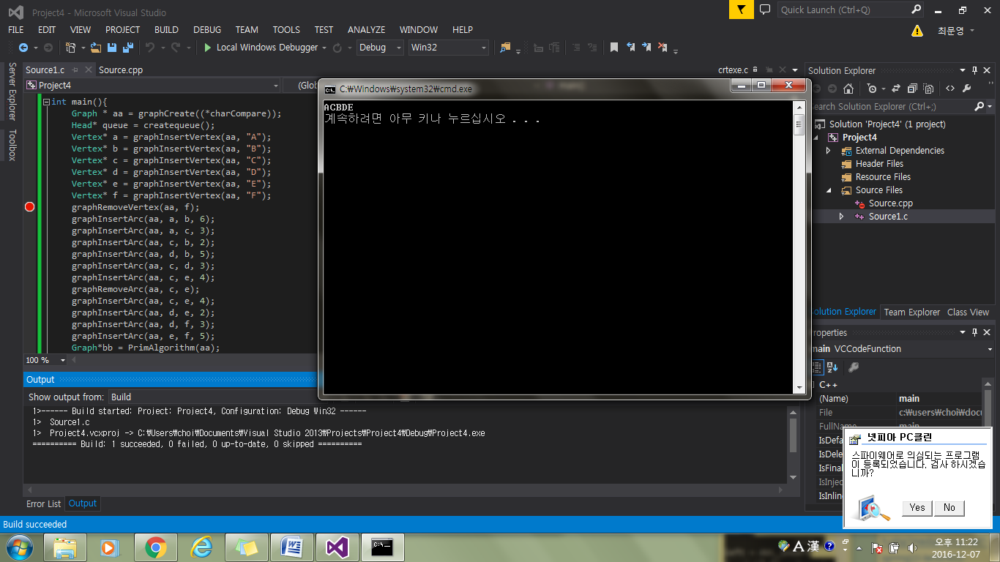 Project4 - Microsoft Visual Studio
Quick Launch (Ctrl+Q)
FILE EDIT VIEW PROJECT BUILD DEBUG TEAM TOOLS TEST ANALYZE WINDOW HELP
최문영
Local Windows Debugger Debug Win32
Server Explorer
Toolbox
Source1.c Source.cpp
crtexe.c
Project4
(Glob
int main(){
Graph * aa = graphCreate((*charCompare));
Head* queue = createqueue();
Vertex* a = graphInsertVertex(aa, "A");
Vertex* b = graphInsertVertex(aa, "B");
Vertex* c = graphInsertVertex(aa, "C");
Vertex* d = graphInsertVertex(aa, "D");
Vertex* e = graphInsertVertex(aa, "E");
Vertex* f = graphInsertVertex(aa, "F");
graphRemoveVertex(aa, f);
graphInsertArc(aa, a, b, 6);
graphInsertArc(aa, a, c, 3);
graphInsertArc(aa, c, b, 2);
graphInsertArc(aa, d, b, 5);
graphInsertArc(aa, c, d, 3);
graphInsertArc(aa, c, e, 4);
graphRemoveArc(aa, c, e);
graphInsertArc(aa, c, e, 4);
graphInsertArc(aa, d, e, 2);
graphInsertArc(aa, d, f, 3);
graphInsertArc(aa, e, f, 5);
Graph*bb = PrimAlgorithm(aa);
100 %
C:\Windows\system32\cmd.exe
ACBDE
계속하려면 아무 키나 누르십시오 . . .
Solution Explorer
Search Solution Explorer (Ctrl+;)
Solution 'Project4' (1 project)
Project4
External Dependencies
Header Files
Resource Files
Source Files
Source.cpp
Source1.c
Solution Explorer Team Explorer Class View
Properties
main VCCodeFunction
C++
(Name) main
File c:\users\choi\docu
FullName main
IsDefa
IsDele
IsFinal
IsInjec
IsInline
Output
Show output from: Build
1>------ Build started: Project: Project4, Configuration: Debug Win32 ------
1> Source1.c
1> Project4.vcxproj -> C:\Users\choi\Documents\Visual Studio 2013\Projects\Project4\Debug\Project4.exe
========== Build: 1 succeeded, 0 failed, 0 up-to-date, 0 skipped ==========
Error List Output
Build succeeded
넷피아 PC클린
스파이웨어로 의심되는 프로그램
이 등록되었습니다. 검사 하시겠습
니까?
Yes No
A 漢
오후 11:22
2016-12-07